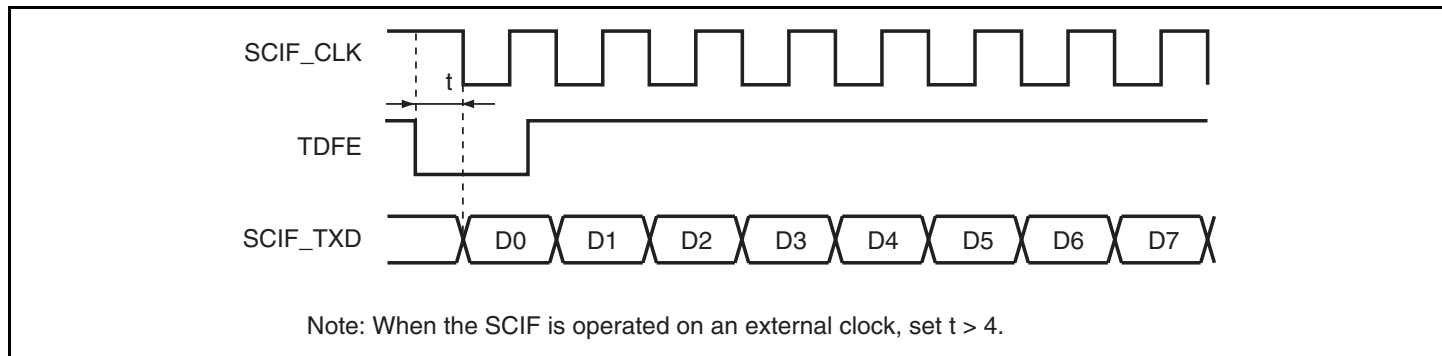 SCIF_CLK
t
TDFE
SCIF_TXD D0 D1 D2 D3 D4 D5 D6 D7
Note: When the SCIF is operated on an external clock, set t > 4.